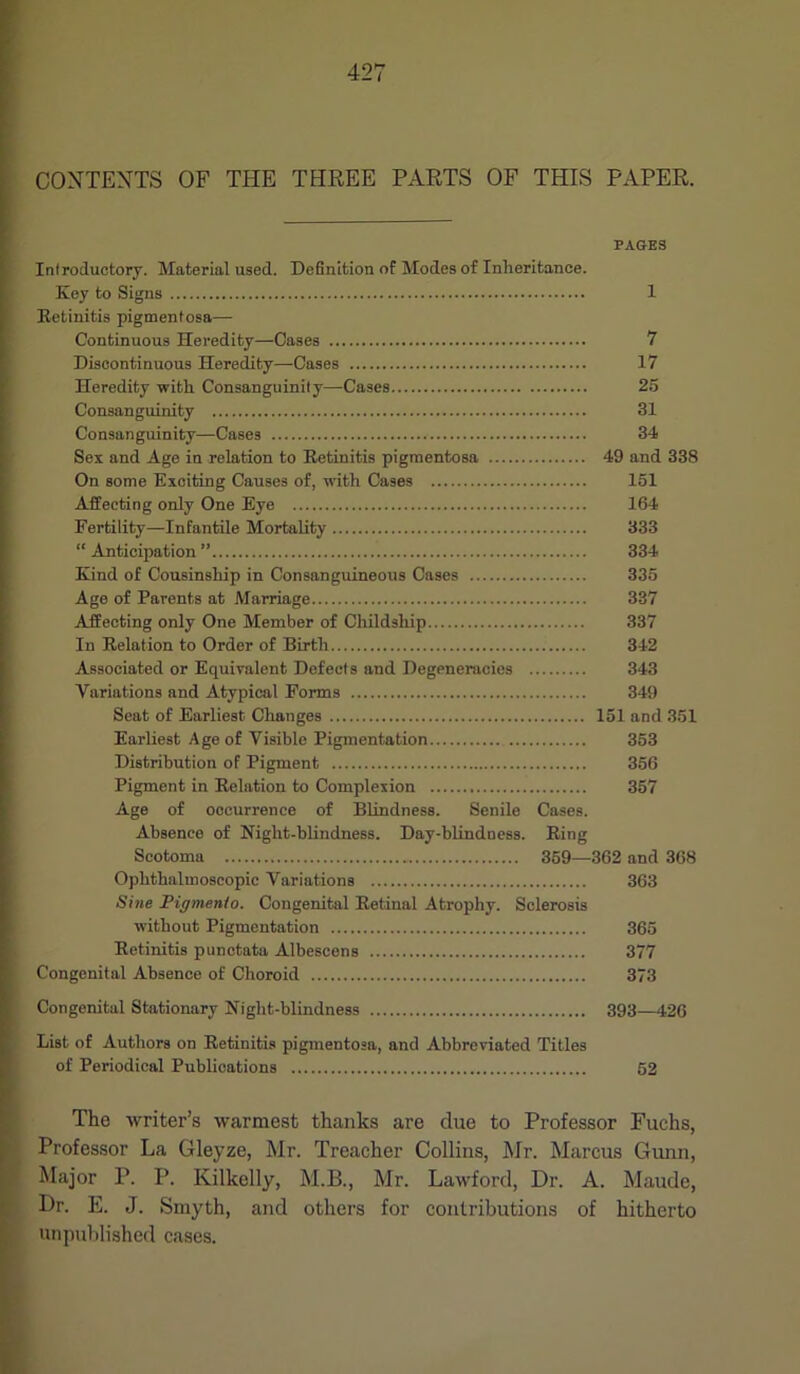 427
CONTENTS OF THE THREE PARTS OF THIS PAPER.
PAGES
Introductory. Material used. Definition of Modes of Inheritance.
Key to Signs ........ 1
Retinitis pigmentosa—
Continuous Heredity—Cases ........ 7
Discontinuous Heredity—Cases ........ 17
Heredity with Consanguinity—Cases ........ 25
Consanguinity ........ 31
Consanguinity—Cases ........ 34
Sex and Age in relation to Retinitis pigmentosa ........ 49 and 338
On some Exciting Causes of, with Cases ........ 151
Affecting only One Eye ........ 164
Fertility—Infantile Mortality ........ 333
“Anticipation” ........ 334
Kind of Cousinship in Consanguineous Cases ........ 335
Age of Parents at Marriage ........ 337
Affecting only One Member of Childship ........ 337
In Relation to Order of Birth ........ 342
Associated or Equivalent Defects and Degeneracies ........ 343
Variations and Atypical Forms ........ 349
Seat of Earliest Changes ........ 151 and 351
Earliest Age of Visible Pigmentation ........ 353
Distribution of Pigment ........ 356
Pigment in Relation to Complexion ........ 357
Age of occurrence of Blindness. Senile Cases.
Absence of Night-blindness. Day-blindness. Ring
Scotoma ........ 359—362 and 368
Ophthalmoscopic Variations ........ 363
Sine Pigmento. Congenital Retinal Atrophy. Sclerosis
without Pigmentation ........ 365
Retinitis punctata Albescens ........ 377
Congenital Absence of Choroid ........ 373
Congenital Stationary Night-blindness ........ 393—426
List of Authors on Retinitis pigmentosa, and Abbreviated Titles
of Periodical Publications ........ 52
The writer's warmest thanks are due to Professor Fuchs,
Professor La Gleyze, Mr. Treacher Collins, Mr. Marcus Gunn,
Major P. P. Kilkelly, M.B., Mr. Lawford, Dr. A. Maude,
Dr. E. J. Smyth, and others for contributions of hitherto
unpublished cases.